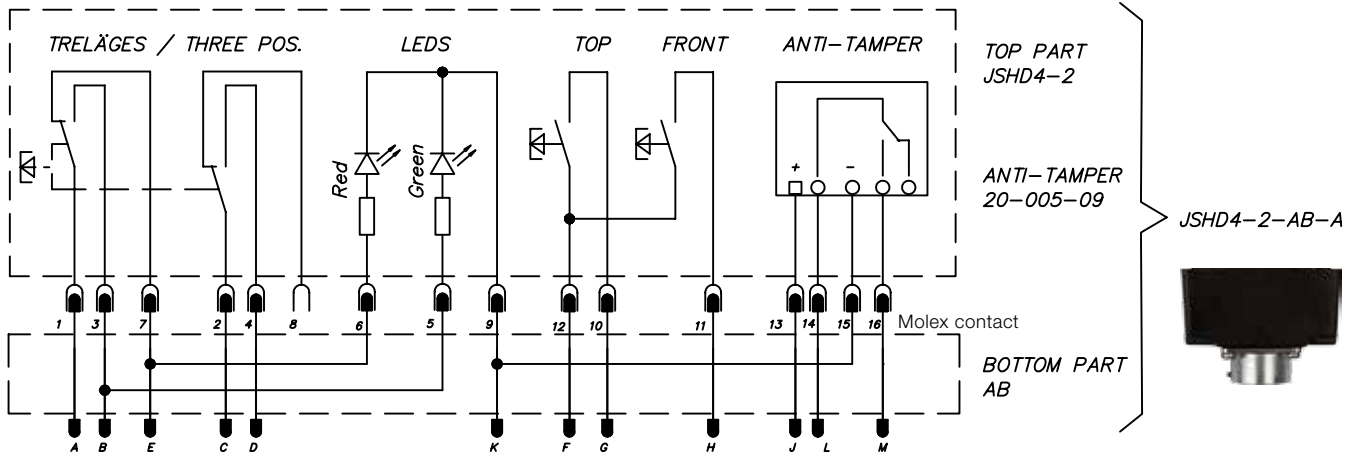 TRELÄGES / THREE POS.
LEDS
TOP
FRONT
ANTI-TAMPER
TOP PART
JSHD4-2
Red
Green
+
-
ANTI-TAMPER
20-005-09
JSHD4-2-AB-A
1 3 7 2 4 8 6 5 9 12 10 11 13 14 15 16 Molex contact
BOTTOM PART
AB
A B E C D K F G H J L M